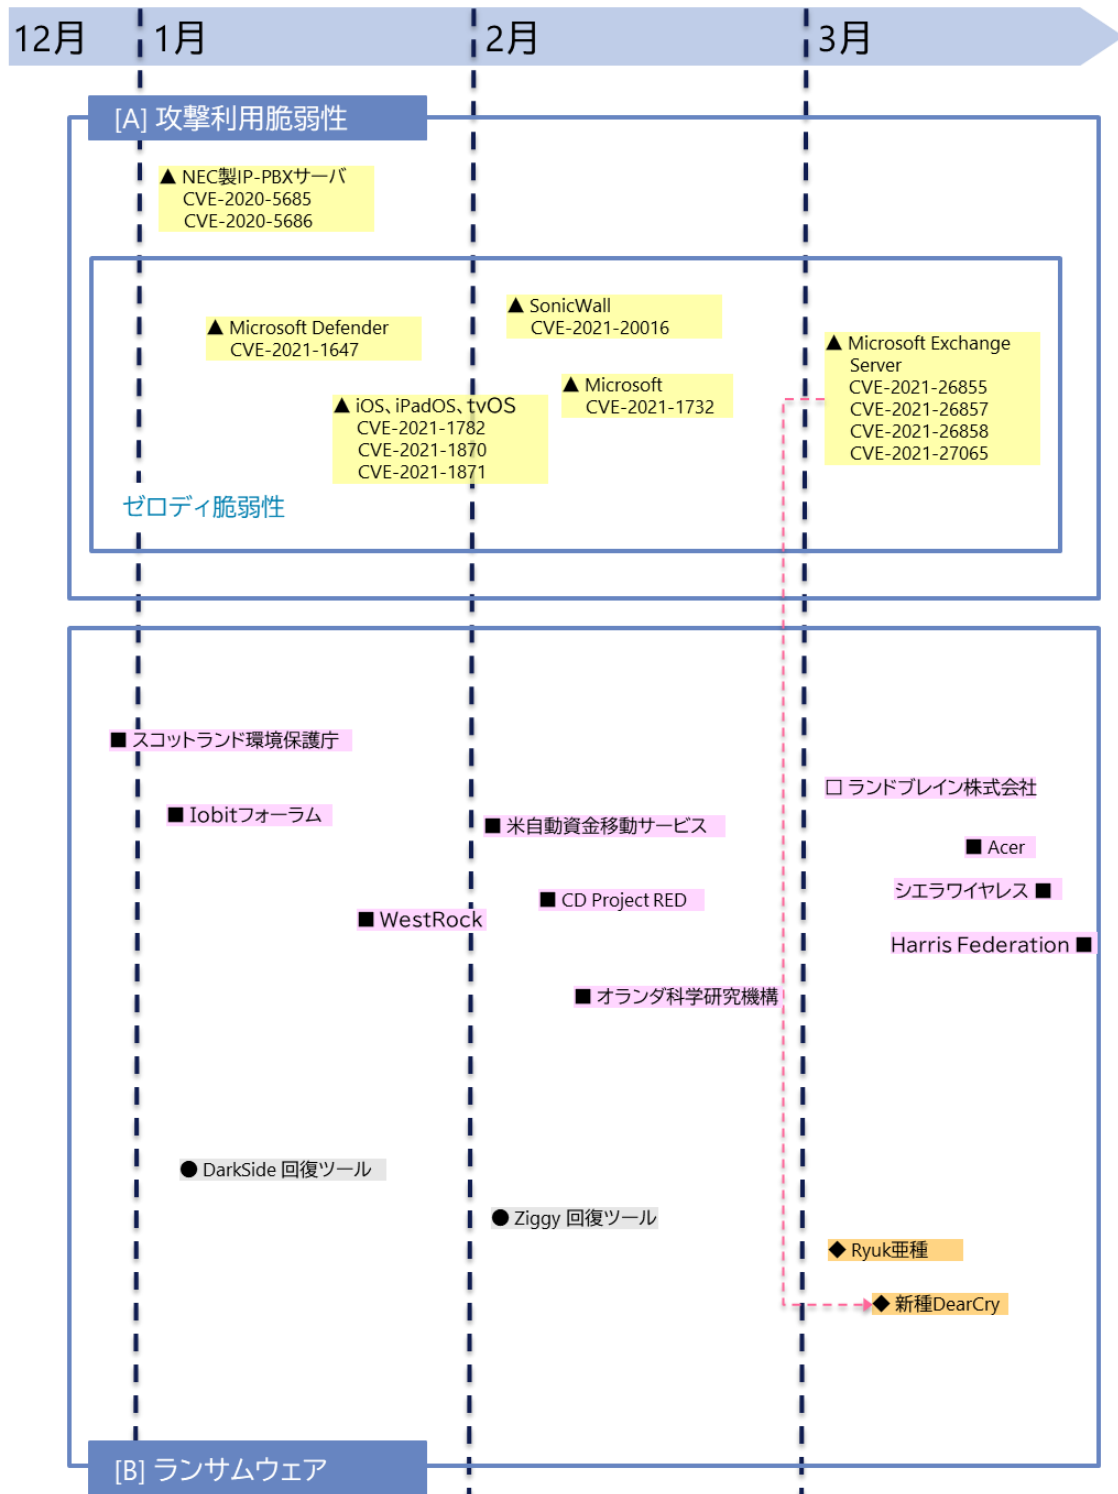 12月 1月 2月 3月
[A] 攻撃利用脆弱性
▲ NEC製IP-PBXサーバ
CVE-2020-5685
CVE-2020-5686
▲ SonicWall
CVE-2021-20016
▲ Microsoft Defender
CVE-2021-1647
▲ Microsoft Exchange
Server
CVE-2021-26855
CVE-2021-26857
CVE-2021-26858
CVE-2021-27065
▲ Microsoft
CVE-2021-1732
▲ iOS、iPadOS、tvOS
CVE-2021-1782
CVE-2021-1870
CVE-2021-1871
ゼロディ脆弱性
■ スコットランド環境保護庁
□ ランドブレイン株式会社
■ Iobitフォーラム
■ 米自動資金移動サービス
■ Acer
シエラワイヤレス ■
■ CD Project RED
■ WestRock
Harris Federation ■
■ オランダ科学研究機構
● DarkSide 回復ツール
● Ziggy 回復ツール
◆ Ryuk亜種
◆ 新種DearCry
[B] ランサムウェア